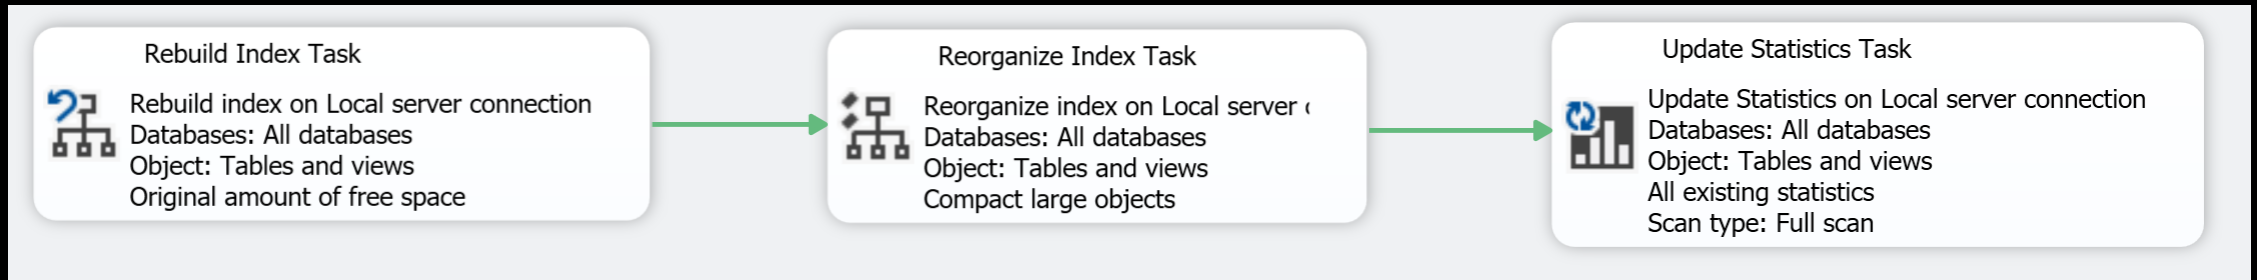 Rebuild Index Task
Rebuild index on Local server connection
Databases: All databases
Object: Tables and views
Original amount of free space
Reorganize Index Task
Reorganize index on Local server
Databases: All databases
Object: Tables and views
Compact large objects
Update Statistics Task
Update Statistics on Local server connection
Databases: All databases
Object: Tables and views
All existing statistics
Scan type: Full scan